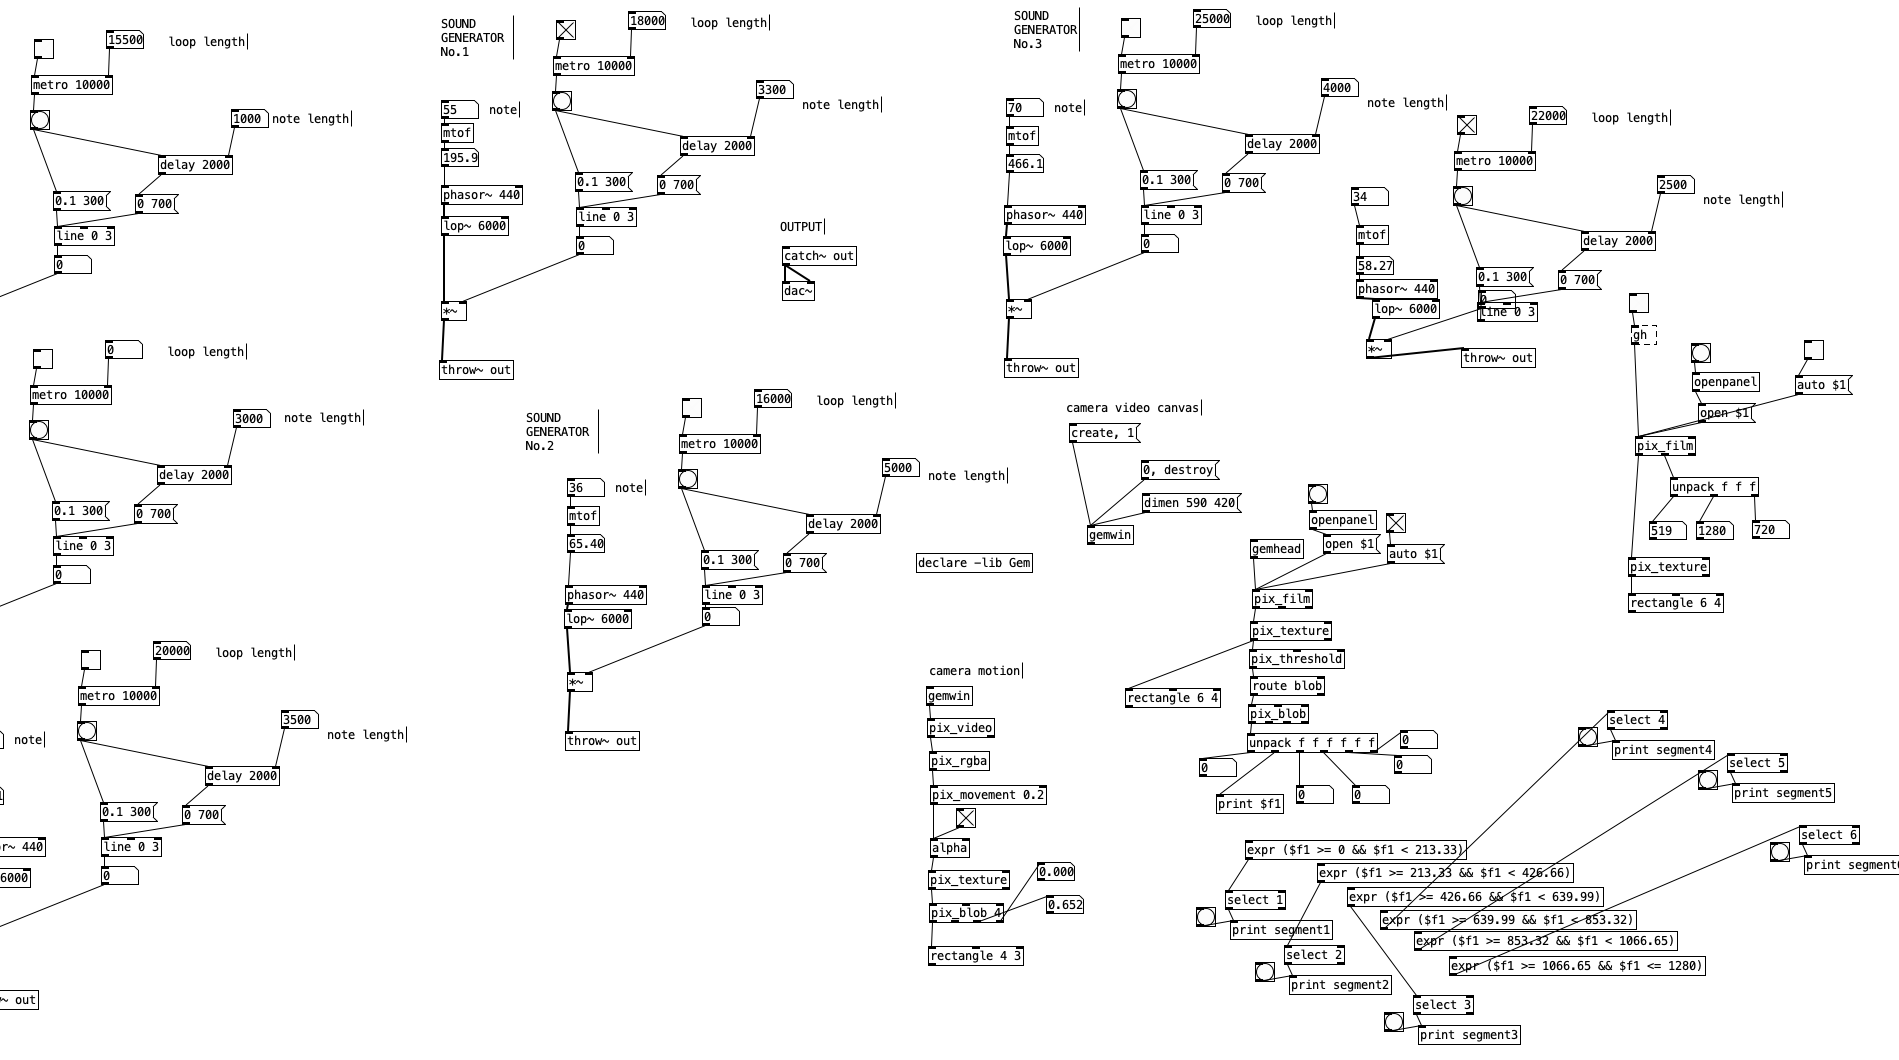 15500
loop length
metro 10000
1000
note length
delay 2000
0.1 300
0 700
line 0 3
0
SOUND
GENERATOR
No.1
18000
loop length
metro 10000
55
note
3300
note length
mtof
delay 2000
195.9
0.1 300
0 700
phasor~ 440
line 0 3
lop~ 6000
0
*~
throw~ out
OUTPUT
catch~ out
dac~
SOUND
GENERATOR
No.3
25000
loop length
metro 10000
70
note
4000
note length
mtof
delay 2000
466.1
0.1 300
0 700
phasor~ 440
line 0 3
lop~ 6000
0
*~
throw~ out
22000
loop length
metro 10000
34
2500
note length
mtof
delay 2000
58.27
0.1 300
0 700
phasor~ 440
0
lop~ 6000
line 0 3
*~
throw~ out
0
loop length
metro 10000
3000
note length
delay 2000
0.1 300
0 700
line 0 3
0
SOUND
GENERATOR
No.2
16000
loop length
metro 10000
36
note
5000
note length
mtof
delay 2000
65.40
0.1 300
0 700
phasor~ 440
line 0 3
lop~ 6000
0
*~
throw~ out
declare -lib Gem
camera video canvas
create, 1
0, destroy
dimen 590 420
gemwin
gh
openpanel
auto $1
open $1
pix_film
unpack f f f
519
1280
720
pix_texture
rectangle 6 4
openpanel
gemhead
open $1
auto $1
pix_film
pix_texture
pix_threshold
route blob
rectangle 6 4
pix_blob
unpack f f f f f f
0
0
0
print $f1
0
0
20000
loop length
metro 10000
note
3500
note length
delay 2000
0.1 300
0 700
r~ 440
line 0 3
6000
0
~ out
camera motion
gemwin
pix_video
pix_rgba
pix_movement 0.2
alpha
pix_texture
0.000
pix_blob 4
0.652
rectangle 4 3
select 4
print segment4
select 5
print segment5
select 6
print segment
expr ($f1 >= 0 && $f1 < 213.33)
expr ($f1 >= 213.33 && $f1 < 426.66)
expr ($f1 >= 426.66 && $f1 < 639.99)
expr ($f1 >= 639.99 && $f1 < 853.32)
expr ($f1 >= 853.32 && $f1 < 1066.65)
expr ($f1 >= 1066.65 && $f1 <= 1280)
select 1
print segment1
select 2
print segment2
select 3
print segment3